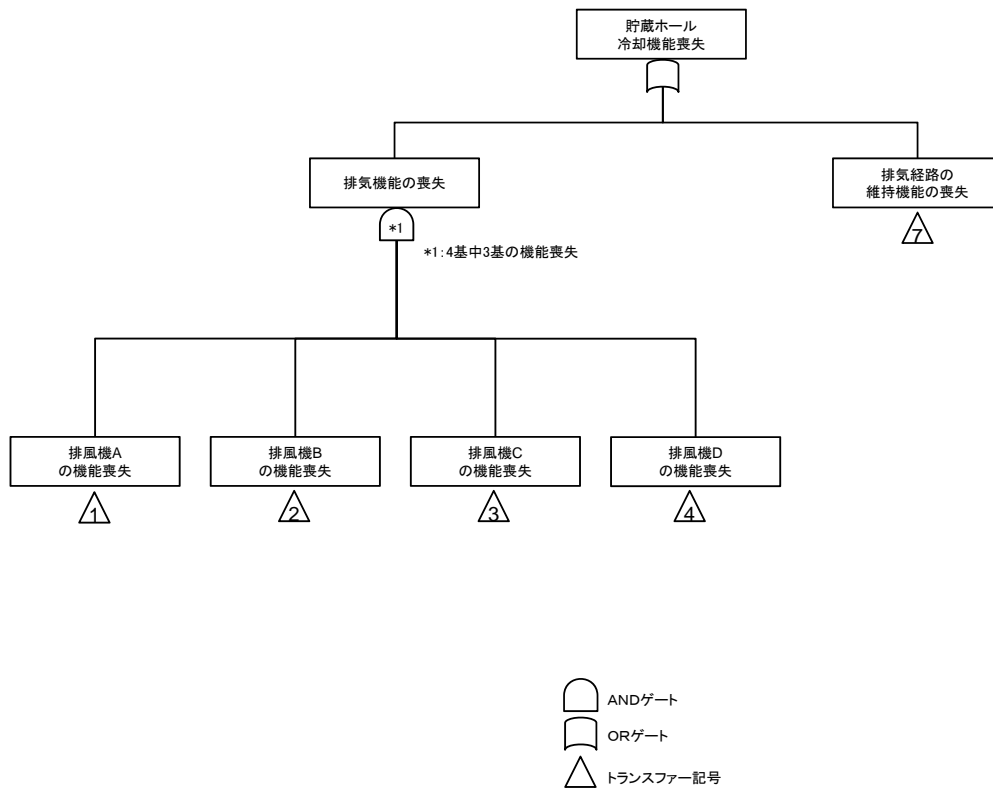 貯蔵ホール
冷却機能喪失
排気機能の喪失
排気経路の
維持機能の喪失
*1
7
*1:4基中3基の機能喪失
排風機A
の機能喪失
排風機B
の機能喪失
排風機C
の機能喪失
排風機D
の機能喪失
1
2
3
4
ANDゲート
ORゲート
トランスファー記号